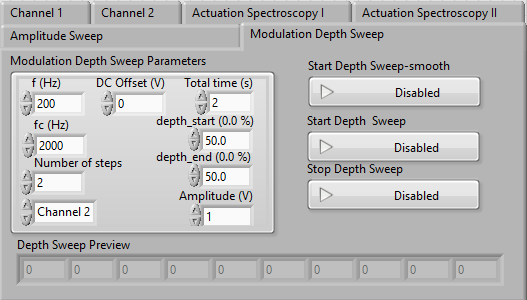 Channel 1 Channel 2 Actuation Spectroscopy I Actuation Spectroscopy II
Amplitude Sweep Modulation Depth Sweep
Modulation Depth Sweep Parameters
f (Hz) DC Offset (V) Total time (s)
200 0 2
fc (Hz) depth_start (0.0 %)
2000 50.0
Number of steps depth_end (0.0 %)
2 50.0
Amplitude (V)
Channel 2 1
Start Depth Sweep-smooth
Disabled
Start Depth Sweep
Disabled
Stop Depth Sweep
Disabled
Depth Sweep Preview
0 0 0 0 0 0 0 0 0 0